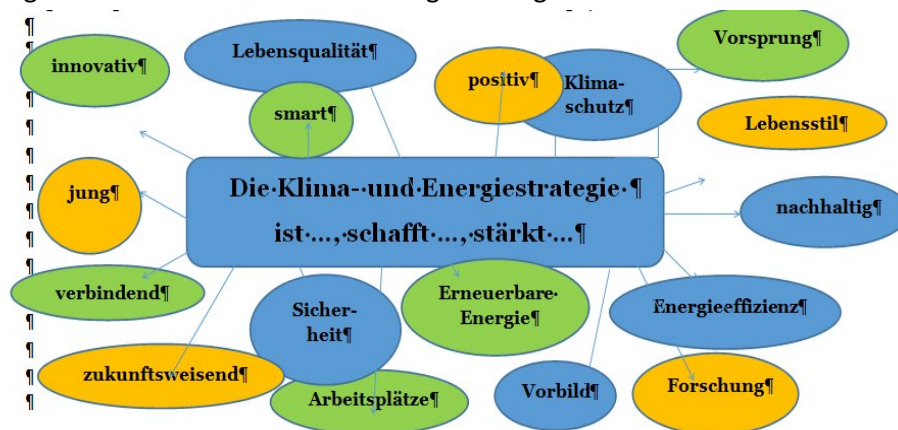 Vorsprung¶
Lebensqualität¶
innovativ¶
positiv¶
Klima-
schutz¶
smart¶
Lebensstil¶
Die·Klima-·und·Energiestrategie·¶
ist·…,·schafft·…,·stärkt·…¶
jung¶
nachhaltig¶
verbindend¶
Erneuerbare·
Energie¶
Sicher-
heit¶
Energieeffizienz¶
zukunftsweisend¶
Arbeitsplätze¶
Vorbild¶
Forschung¶